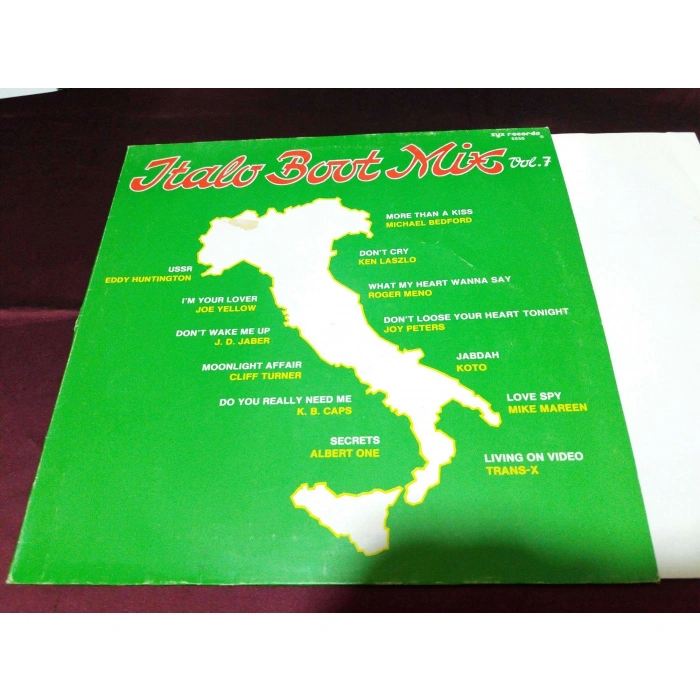 zyx records
Italo Boot Mix Vol. 7
MORE THAN A KISS
MICHAEL BEDFORD
DON'T CRY
KEN LASZLO
USSR
EDDY HUNTINGTON
WHAT MY HEART WANNA SAY
ROGER MENO
I'M YOUR LOVER
JOE YELLOW
DON'T LOOSE YOUR HEART TONIGHT
JOY PETERS
DON'T WAKE ME UP
J. D. JABER
JABDAH
KOTO
MOONLIGHT AFFAIR
CLIFF TURNER
LOVE SPY
MIKE MAREEN
DO YOU REALLY NEED ME
K. B. CAPS
SECRETS
ALBERT ONE
LIVING ON VIDEO
TRANS-X